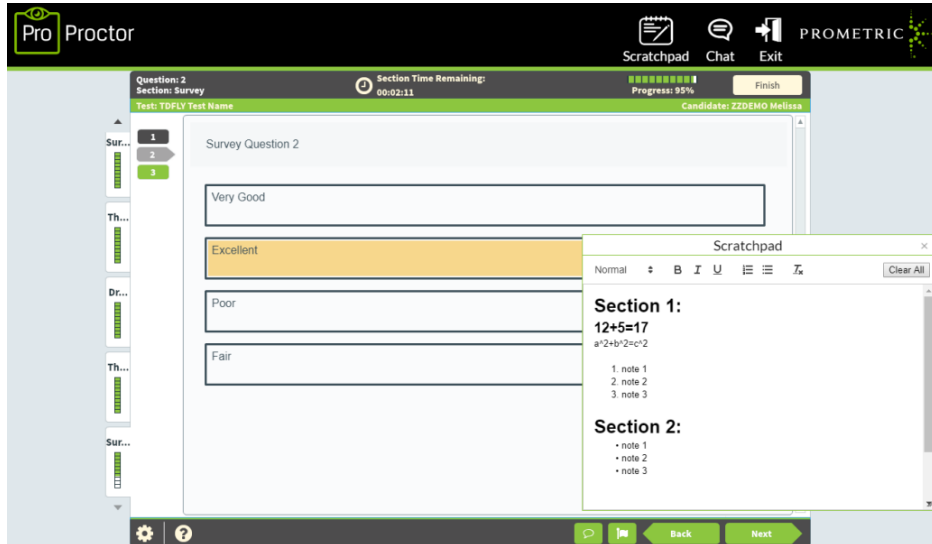 Pro Proctor
Scratchpad
Chat
Exit
PROMETRIC
Question: 2
Section: Survey
Section Time Remaining:
00:02:11
Progress: 95%
Finish
Test: TDFLY Test Name
Candidate: ZZDEMO Melissa
Sur...
Th...
Dr...
Th...
Sur...
1
2
3
Survey Question 2
Very Good
Excellent
Poor
Fair
Scratchpad
×
Normal
B I U
Clear All
Section 1:
12+5=17
a^2+b^2=c^2
1. note 1
2. note 2
3. note 3
Section 2:
• note 1
• note 2
• note 3
?
Back
Next